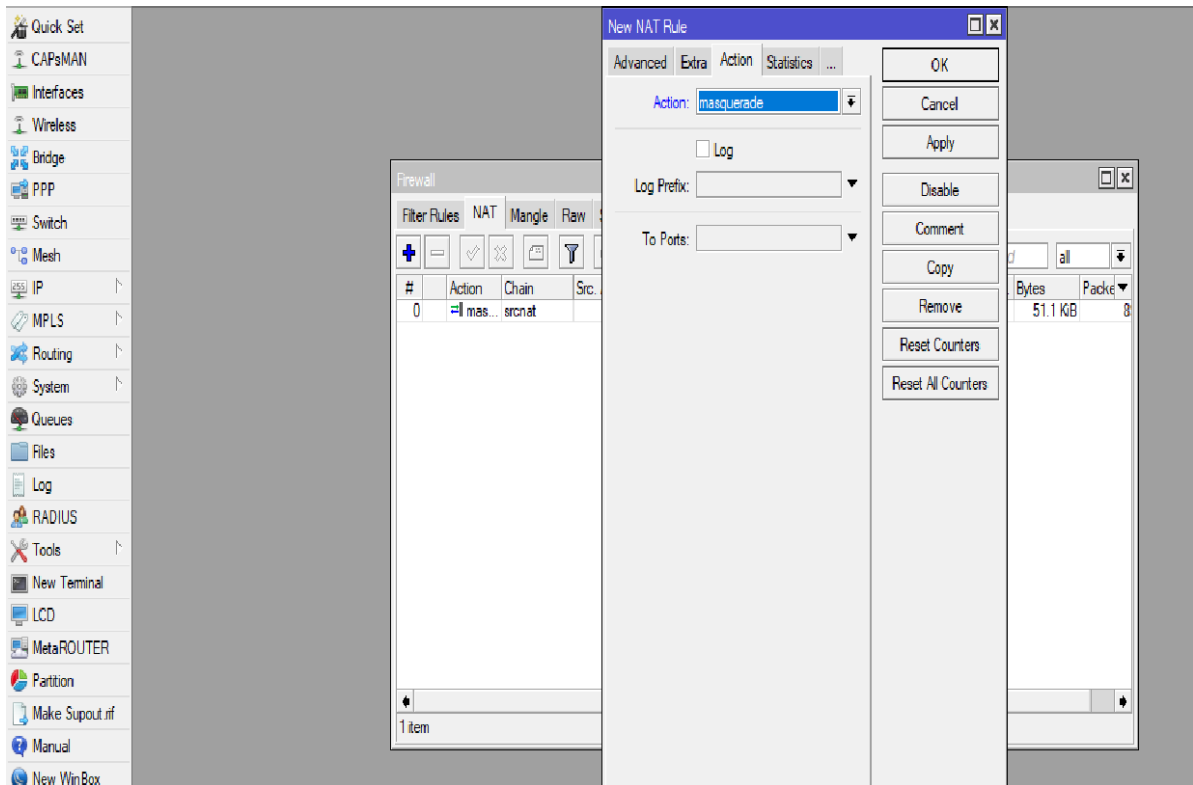 Quick Set
CAPsMAN
Interfaces
Wireless
Bridge
PPP
Switch
Mesh
IP
MPLS
Routing
System
Queues
Files
Log
RADIUS
Tools
New Terminal
LCD
MetaROUTER
Partition
Make Supout.rif
Manual
New WinBox
Firewall
Filter Rules NAT Mangle Raw
all
# Action Chain Src. Bytes Packe
0 mas... srcnat 51.1 KiB
1 item
New NAT Rule
Advanced Extra Action Statistics ...
Action: masquerade
Log
Log Prefix:
To Ports:
OK
Cancel
Apply
Disable
Comment
Copy
Remove
Reset Counters
Reset All Counters